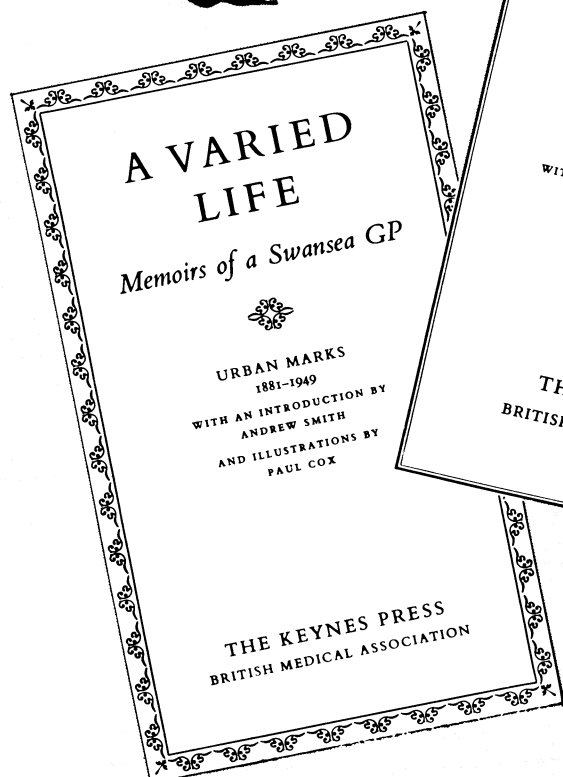 A VARIED
LIFE
Memoirs of a Swansea GP
URBAN MARKS
1881–1949
WITH AN INTRODUCTION BY
ANDREW SMITH
AND ILLUSTRATIONS BY
PAUL COX
THE KEYNES PRESS
BRITISH MEDICAL ASSOCIATION